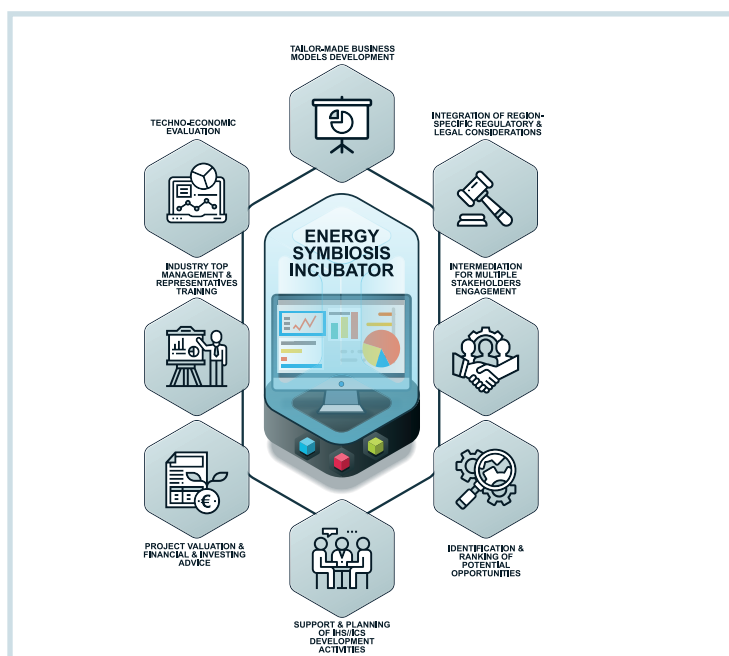 TAILOR-MADE BUSINESS
MODELS DEVELOPMENT
TECHNO-ECONOMIC
EVALUATION
INTEGRATION OF REGION-
SPECIFIC REGULATORY &
LEGAL CONSIDERATIONS
ENERGY
SYMBIOSIS
INCUBATOR
INDUSTRY TOP
MANAGEMENT &
REPRESENTATIVES
TRAINING
INTERMEDIATION
FOR MULTIPLE
STAKEHOLDERS
ENGAGEMENT
PROJECT VALUATION &
FINANCIAL & INVESTING
ADVICE
IDENTIFICATION &
RANKING OF
POTENTIAL
OPPORTUNITIES
SUPPORT & PLANNING
OF IHS//ICS
DEVELOPMENT
ACTIVITIES